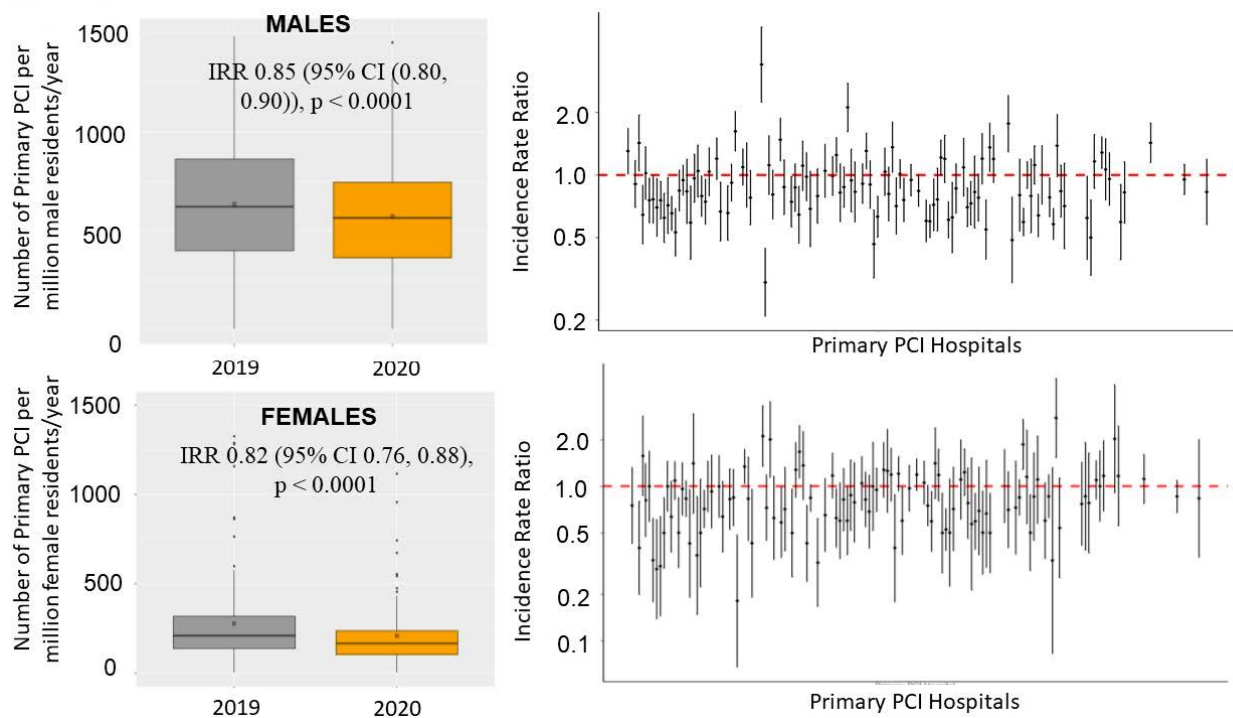 MALES
IRR 0.85 (95% CI (0.80,
0.90)), p < 0.0001
Number of Primary PCI per
million male residents/year
1500
1000
500
0
2019
2020
Incidence Rate Ratio
2.0
1.0
0.5
0.2
Primary PCI Hospitals
FEMALES
IRR 0.82 (95% CI 0.76, 0.88),
p < 0.0001
Number of Primary PCI per
million female residents/year
1500
1000
500
0
2019
2020
Incidence Rate Ratio
2.0
1.0
0.5
0.2
0.1
Primary PCI Hospitals